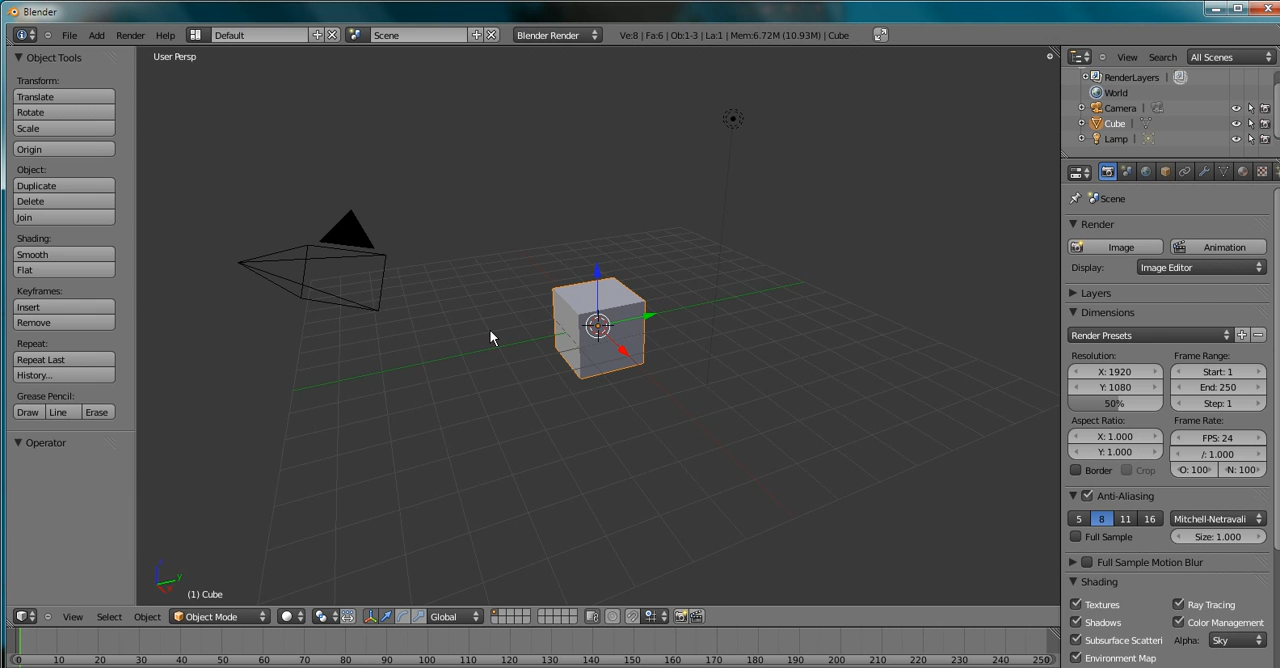 Blender
File Add Render Help Default Scene Blender Render Ve:8 | Fa:6 | Ob:1-3 | La:1 | Mem:6.72M (10.93M) | Cube
Object Tools
Transform:
Translate
Rotate
Scale
Origin
Object:
Duplicate
Delete
Join
Shading:
Smooth
Flat
Keyframes:
Insert
Remove
Repeat:
Repeat Last
History...
Grease Pencil:
Draw Line Erase
Operator
User Persp
(1) Cube
View Search All Scenes
RenderLayers
World
Camera
Cube
Lamp
Scene
Render
Image Animation
Display: Image Editor
Layers
Dimensions
Render Presets
Resolution: Frame Range:
X: 1920 Start: 1
Y: 1080 End: 250
50% Step: 1
Aspect Ratio: Frame Rate:
X: 1.000 FPS: 24
Y: 1.000 /: 1.000
Border Crop O: 100 N: 100
Anti-Aliasing
5 8 11 16 Mitchell-Netravali
Full Sample Size: 1.000
Full Sample Motion Blur
Shading
Textures Ray Tracing
Shadows Color Management
Subsurface Scatteri Alpha: Sky
Environment Map
View Select Object Object Mode Global
0 10 20 30 40 50 60 70 80 90 100 110 120 130 140 150 160 170 180 190 200 210 220 230 240 250
z
y